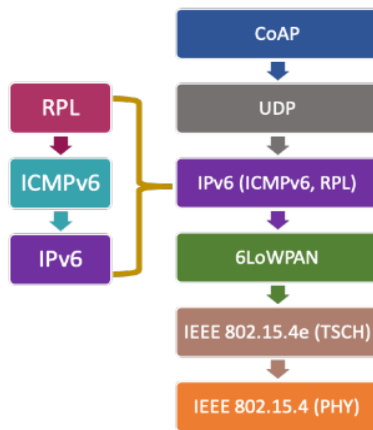 RPL
ICMPv6
IPv6
CoAP
UDP
IPv6 (ICMPv6, RPL)
6LoWPAN
IEEE 802.15.4e (TSCH)
IEEE 802.15.4 (PHY)